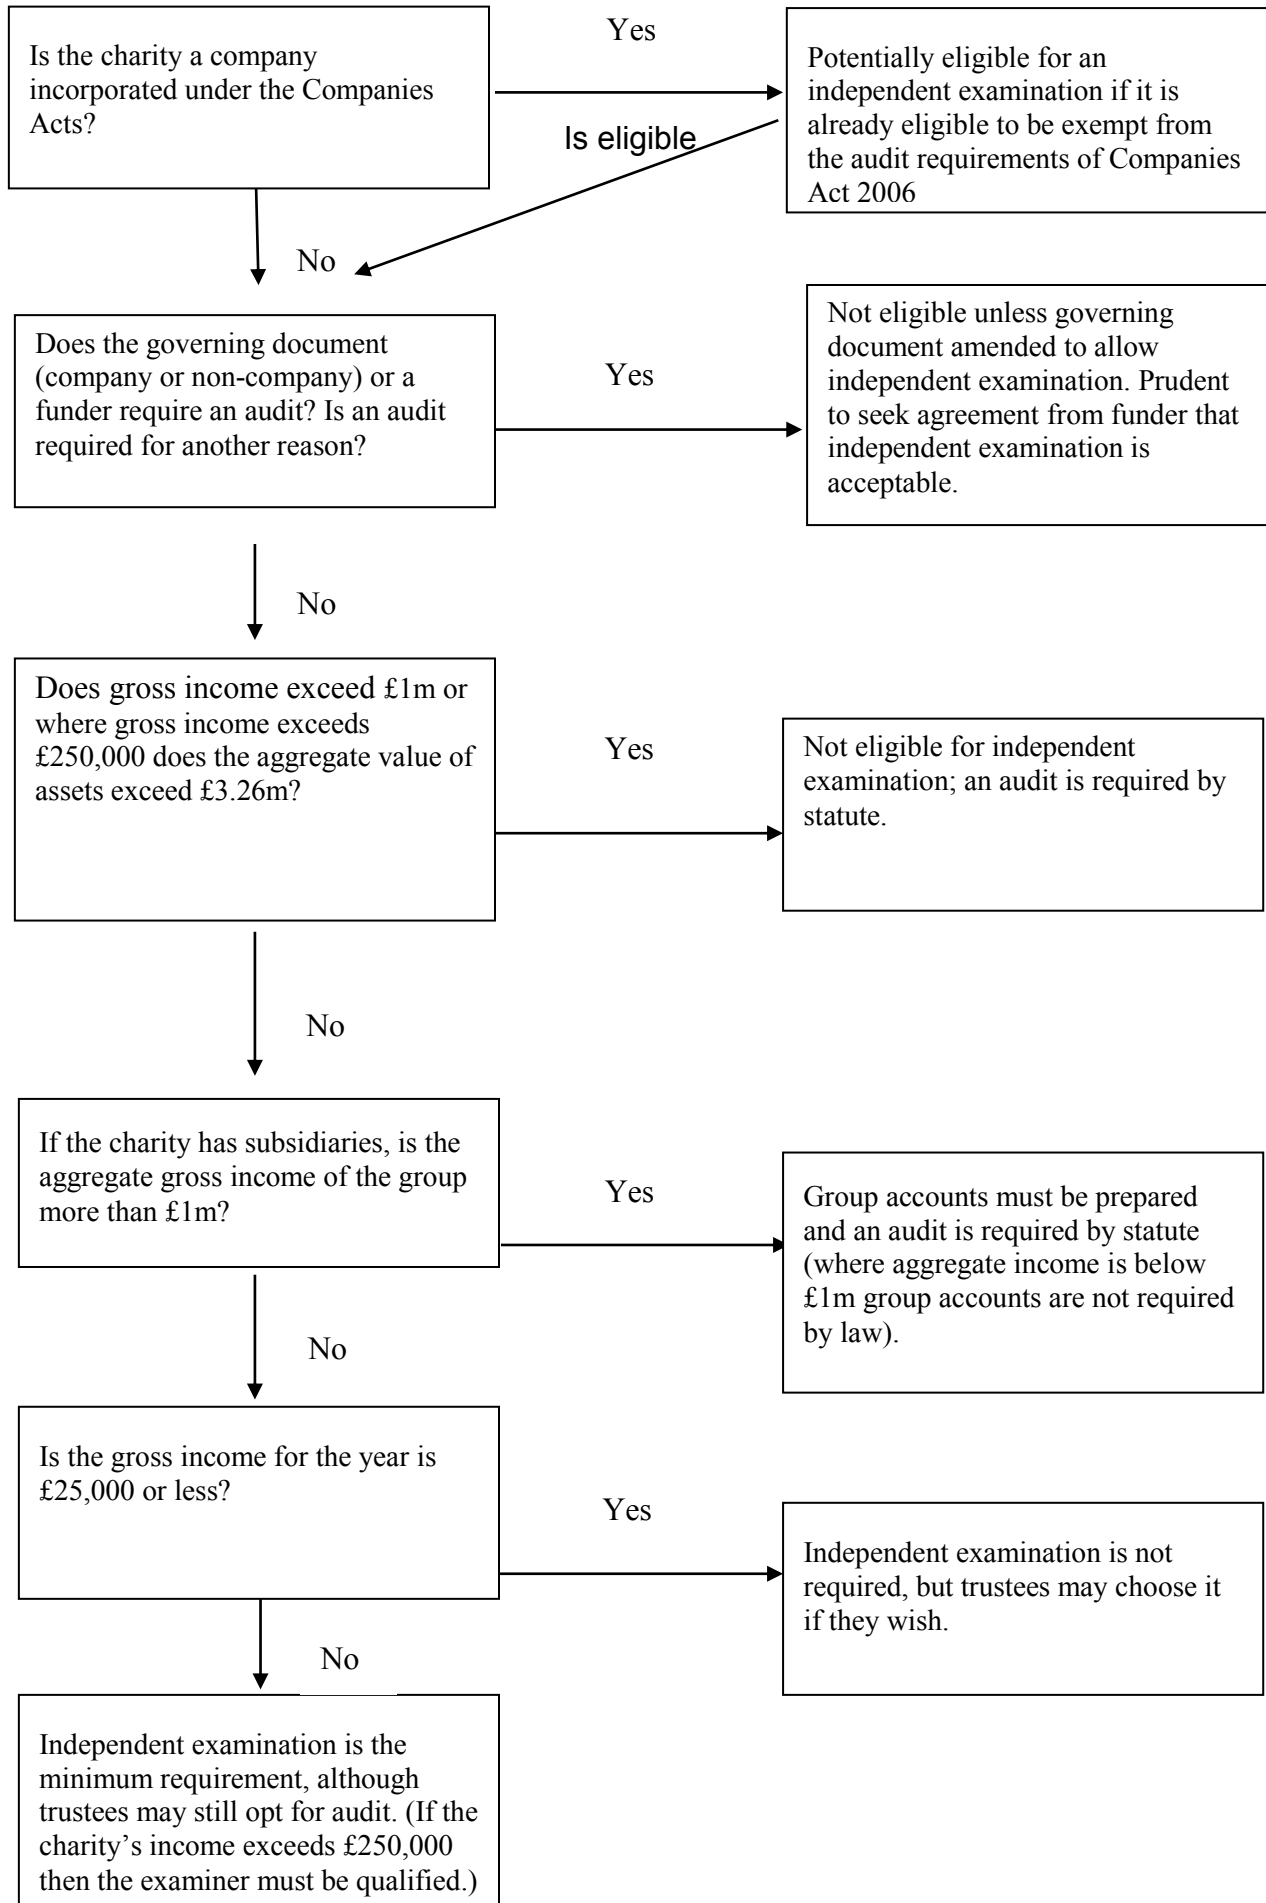 Is the charity a company
incorporated under the Companies
Acts?
Yes
Potentially eligible for an
independent examination if it is
already eligible to be exempt from
the audit requirements of Companies
Act 2006
Is eligible
No
Does the governing document
(company or non-company) or a
funder require an audit? Is an audit
required for another reason?
Yes
Not eligible unless governing
document amended to allow
independent examination. Prudent
to seek agreement from funder that
independent examination is
acceptable.
No
Does gross income exceed £1m or
where gross income exceeds
£250,000 does the aggregate value of
assets exceed £3.26m?
Yes
Not eligible for independent
examination; an audit is required by
statute.
No
If the charity has subsidiaries, is the
aggregate gross income of the group
more than £1m?
Yes
Group accounts must be prepared
and an audit is required by statute
(where aggregate income is below
£1m group accounts are not required
by law).
No
Is the gross income for the year is
£25,000 or less?
Yes
Independent examination is not
required, but trustees may choose it
if they wish.
No
Independent examination is the
minimum requirement, although
trustees may still opt for audit. (If the
charity’s income exceeds £250,000
then the examiner must be qualified.)